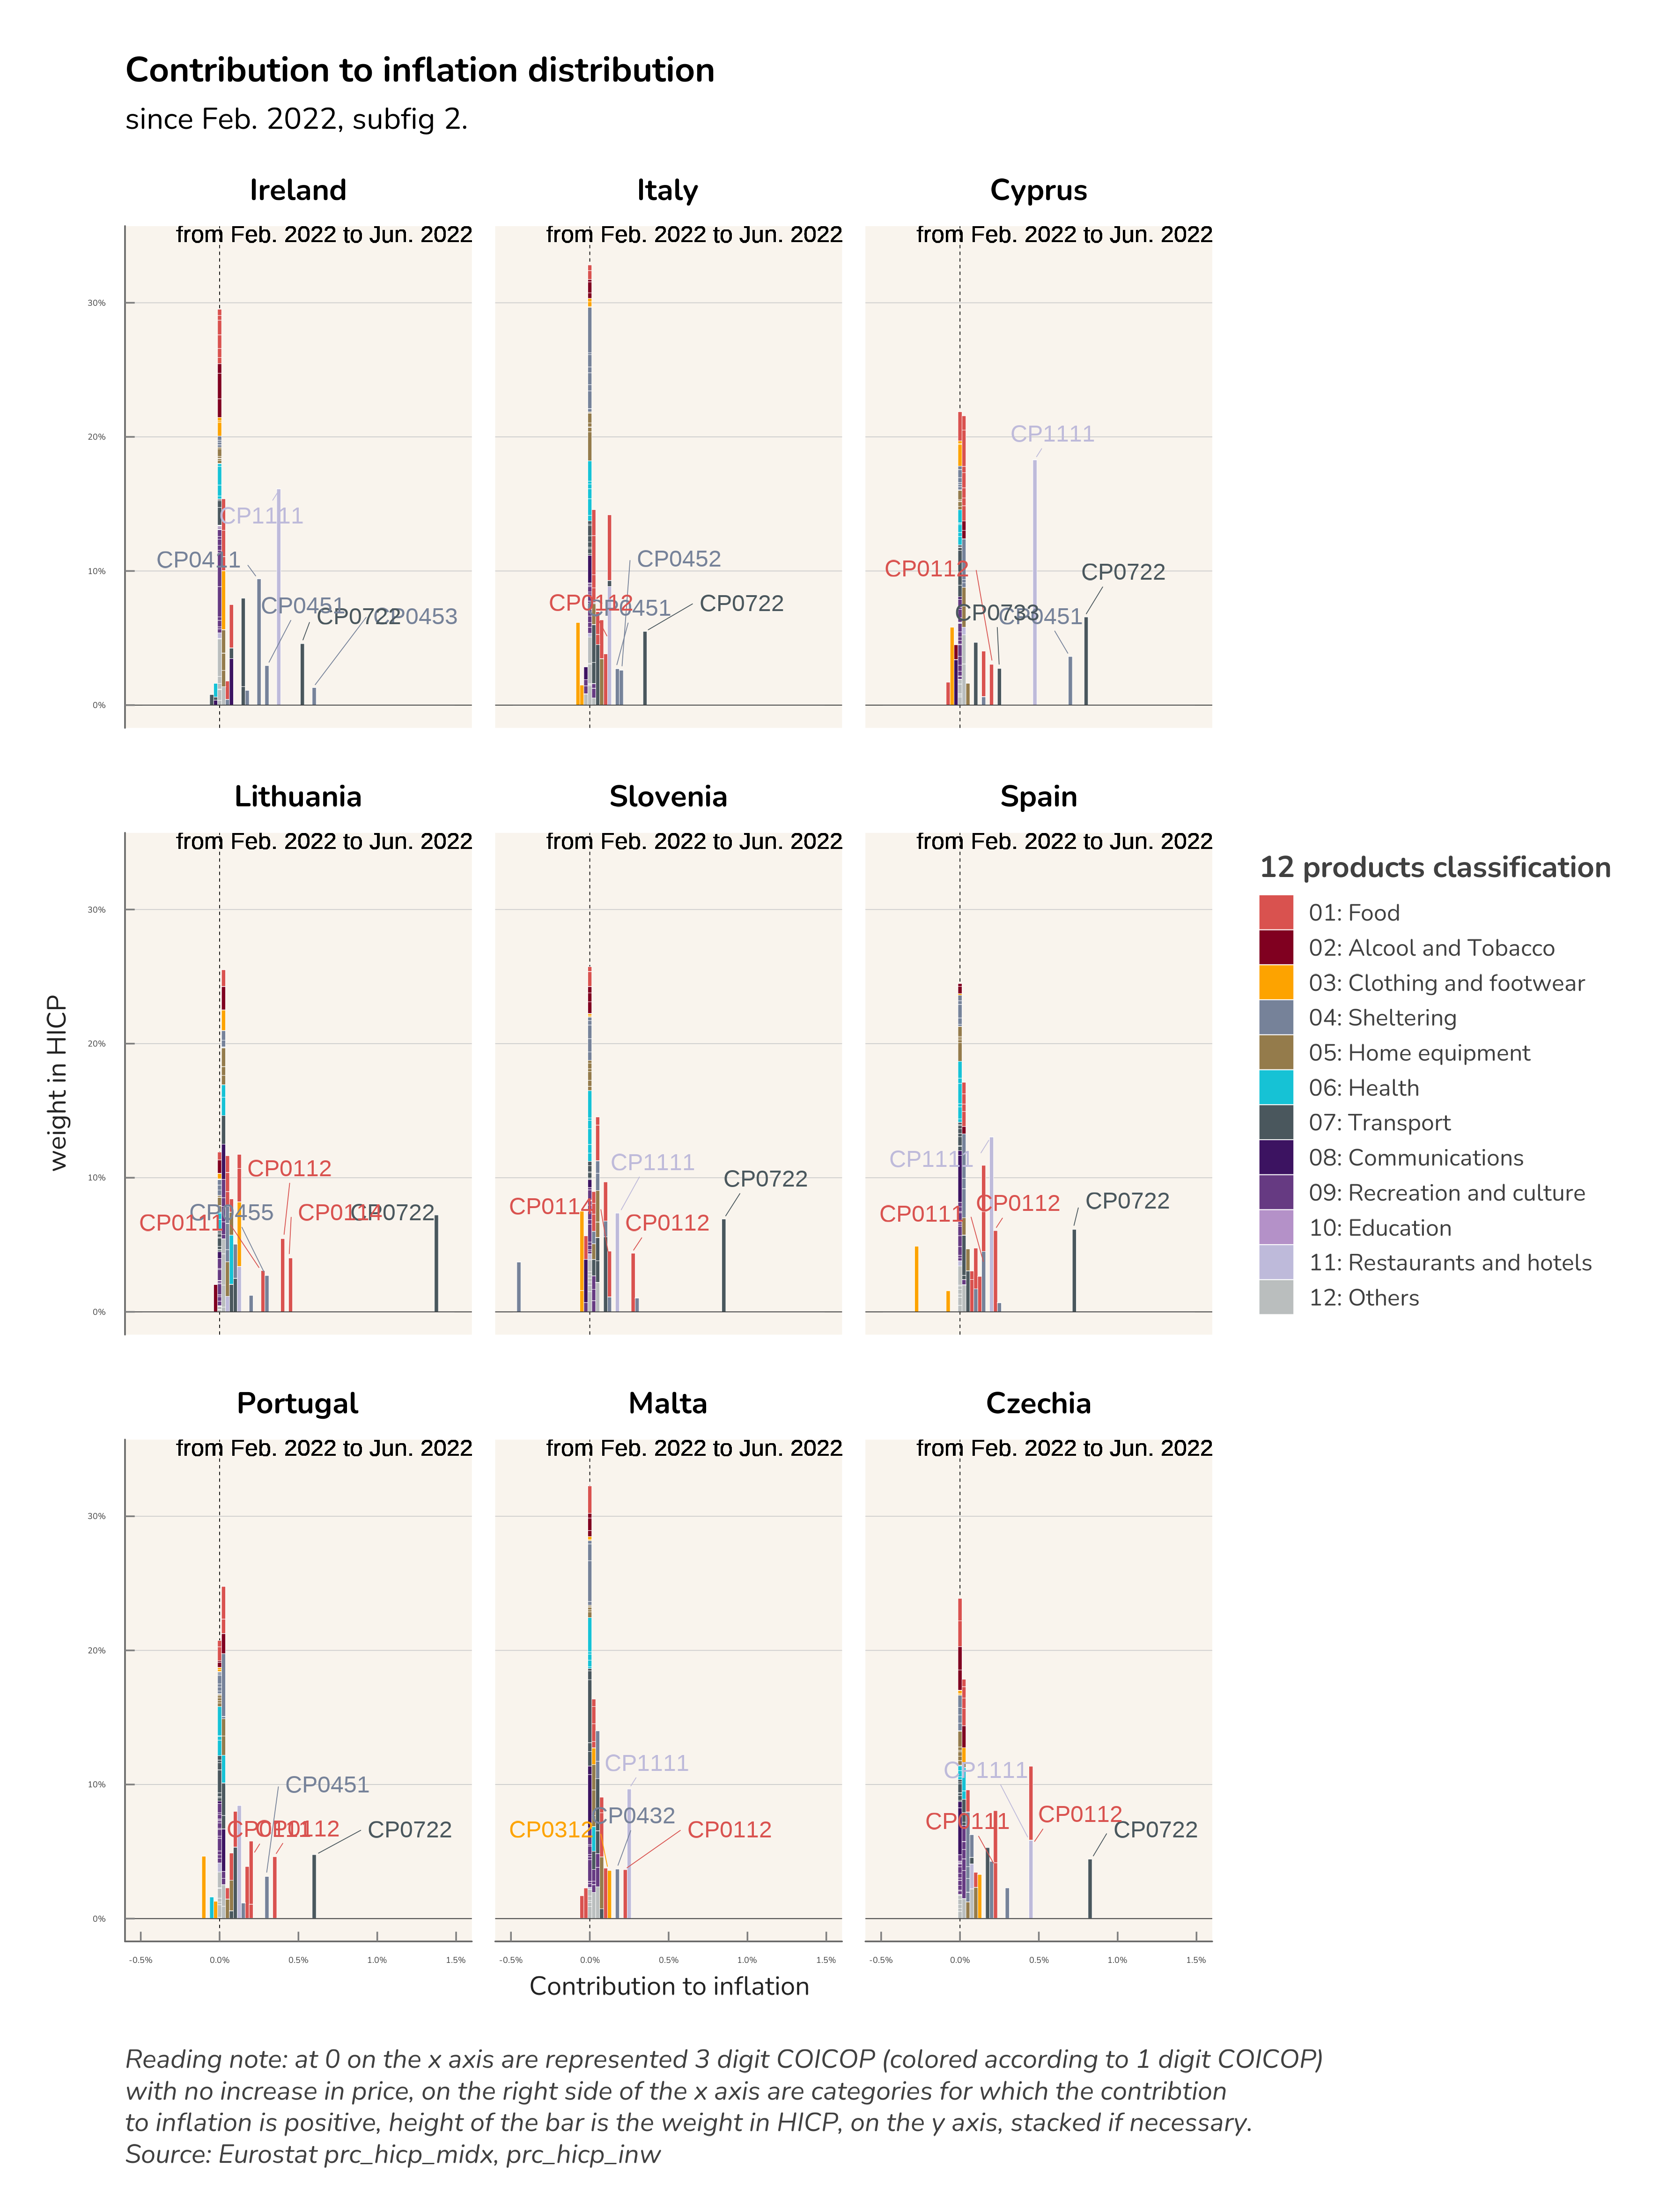 Contribution to inflation distribution
since Feb. 2022, subfig 2.
Ireland
Italy
Cyprus
from Feb. 2022 to Jun. 2022
from Feb. 2022 to Jun. 2022
from Feb. 2022 to Jun. 2022
30%
20%
10%
0%
CP1111
CP0411
CP0451
CP0722
CP0453
CP0452
CP0112
CP0451
CP0722
CP1111
CP0112
CP0722
CP0733
CP0451
Lithuania
Slovenia
Spain
from Feb. 2022 to Jun. 2022
from Feb. 2022 to Jun. 2022
from Feb. 2022 to Jun. 2022
30%
20%
10%
0%
CP0112
CP0455
CP0111
CP0114
CP0722
CP1111
CP0722
CP0114
CP0112
CP1111
CP0111
CP0112
CP0722
weight in HICP
12 products classification
01: Food
02: Alcool and Tobacco
03: Clothing and footwear
04: Sheltering
05: Home equipment
06: Health
07: Transport
08: Communications
09: Recreation and culture
10: Education
11: Restaurants and hotels
12: Others
Portugal
Malta
Czechia
from Feb. 2022 to Jun. 2022
from Feb. 2022 to Jun. 2022
from Feb. 2022 to Jun. 2022
30%
20%
10%
0%
CP0451
CP0111
CP0112
CP0722
CP1111
CP0432
CP0312
CP0112
CP1111
CP0111
CP0112
CP0722
-0.5% 0.0% 0.5% 1.0% 1.5%
-0.5% 0.0% 0.5% 1.0% 1.5%
-0.5% 0.0% 0.5% 1.0% 1.5%
Contribution to inflation
Reading note: at 0 on the x axis are represented 3 digit COICOP (colored according to 1 digit COICOP)
with no increase in price, on the right side of the x axis are categories for which the contribtion
to inflation is positive, height of the bar is the weight in HICP, on the y axis, stacked if necessary.
Source: Eurostat prc_hicp_midx, prc_hicp_inw